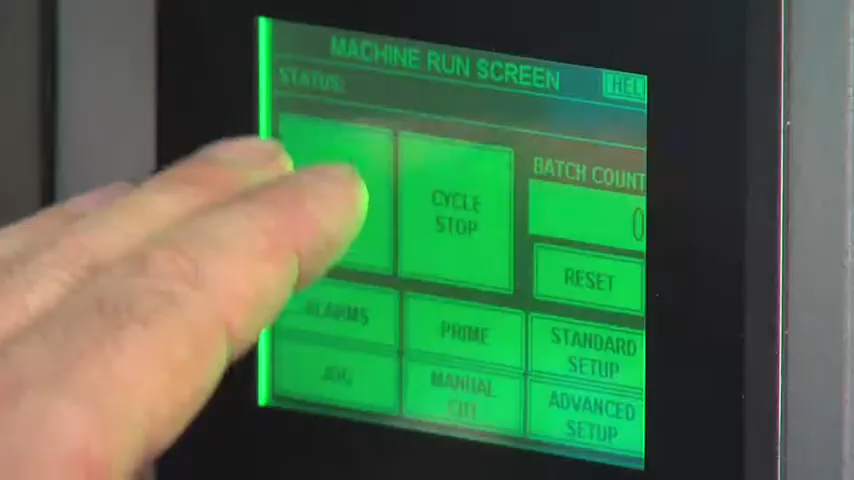 MACHINE RUN SCREEN
HEL
STATUS:
CYCLE
STOP
BATCH COUNT
0
RESET
ALARMS
PRIME
STANDARD
SETUP
JOG
MANUAL
CUT
ADVANCED
SETUP